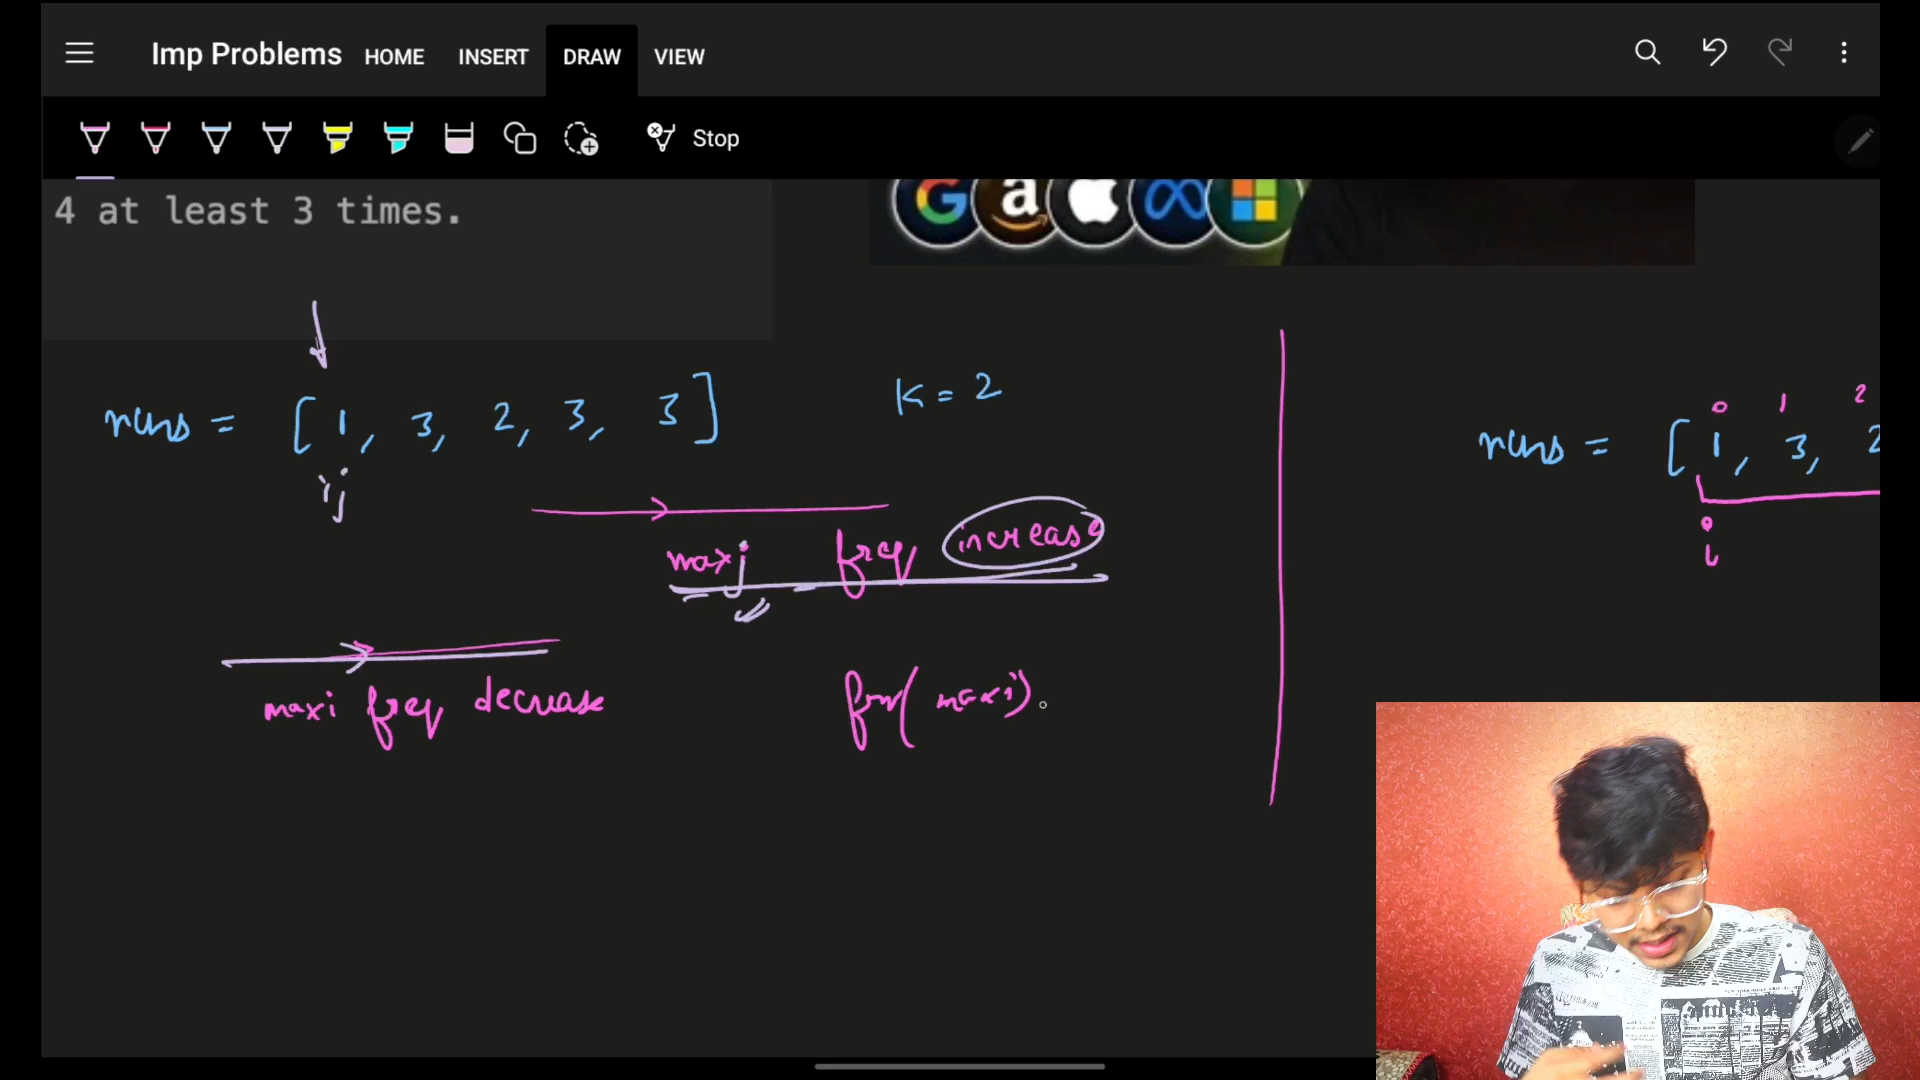 Imp Problems HOME INSERT DRAW VIEW
Stop
4 at least 3 times.
G a
nums = [ 1, 3, 2, 3, 3 ] K = 2
i j
maxi freq increase
maxi freq decrease
for( maxi)
0 1 2
nums = [ 1, 3, 2
i